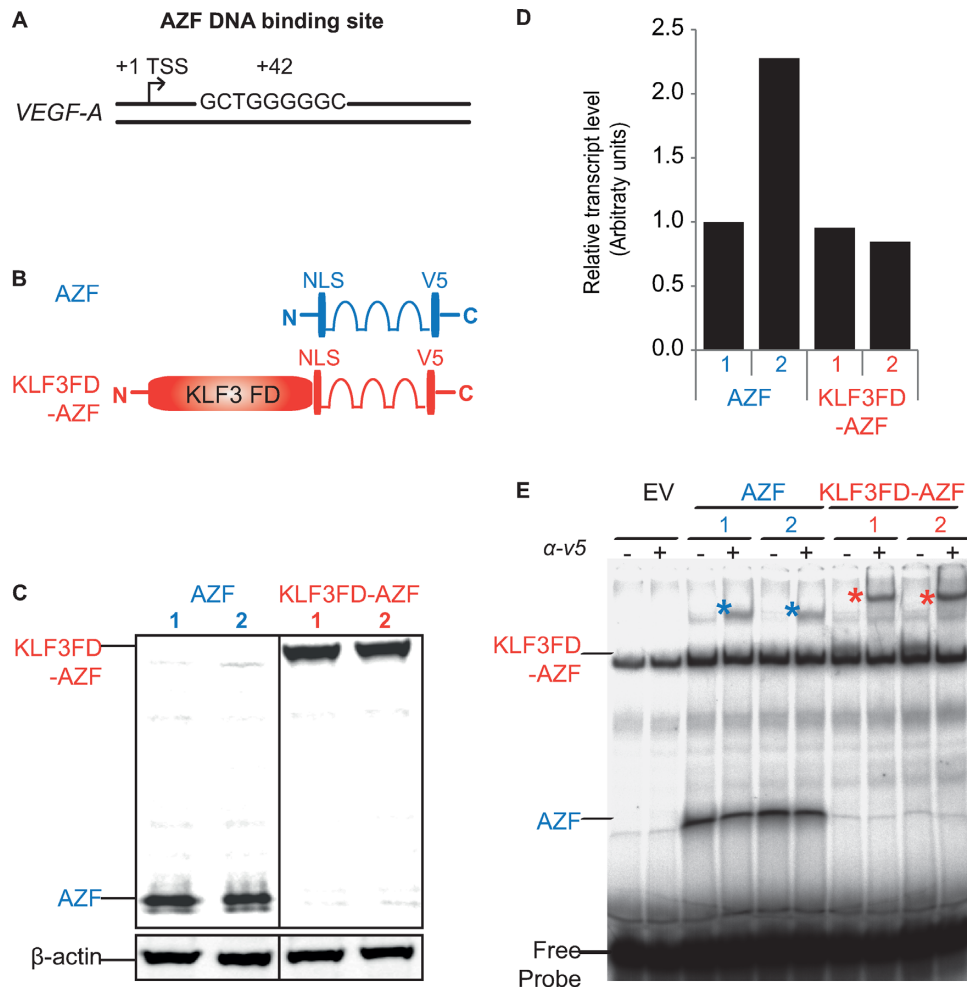 A
AZF DNA binding site
+1 TSS
+42
VEGF-A
GCTGGGGGC
B
AZF
NLS
V5
N
C
KLF3FD
-AZF
NLS
V5
N
KLF3 FD
C
C
AZF
KLF3FD-AZF
1 2 1 2
KLF3FD
-AZF
AZF
β-actin
D
Relative transcript level
(Arbitraty units)
2.5
2.0
1.5
1.0
0.5
0.0
1 2 1 2
AZF
KLF3FD
-AZF
E
EV
AZF
KLF3FD-AZF
1 2 1 2
α-v5
- + - + - + - + - +
* * * *
KLF3FD
-AZF
AZF
Free
Probe